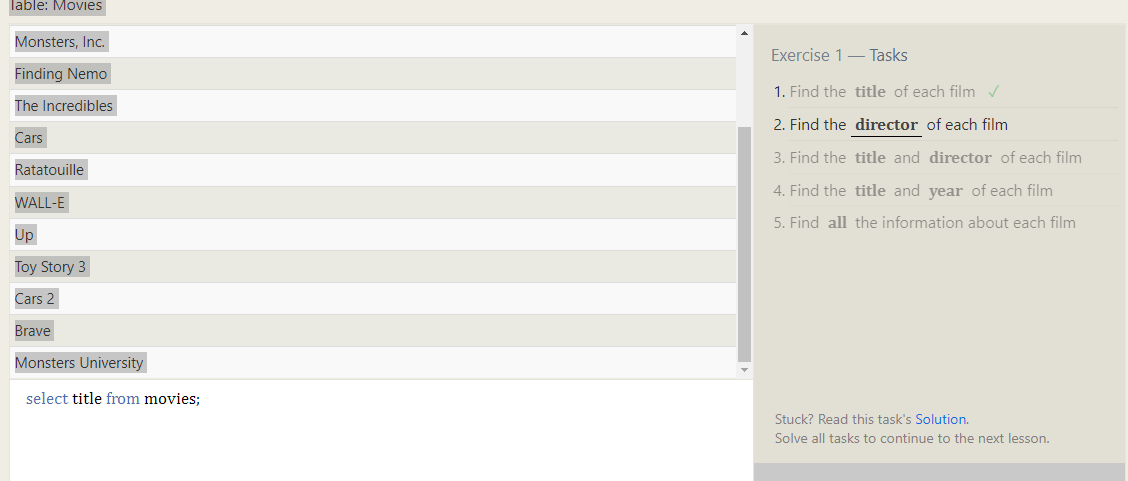 Table: Movies
Monsters, Inc.
Finding Nemo
The Incredibles
Cars
Ratatouille
WALL-E
Up
Toy Story 3
Cars 2
Brave
Monsters University
select title from movies;
Exercise 1 — Tasks
1. Find the title of each film ✓
2. Find the director of each film
3. Find the title and director of each film
4. Find the title and year of each film
5. Find all the information about each film
Stuck? Read this task's Solution.
Solve all tasks to continue to the next lesson.